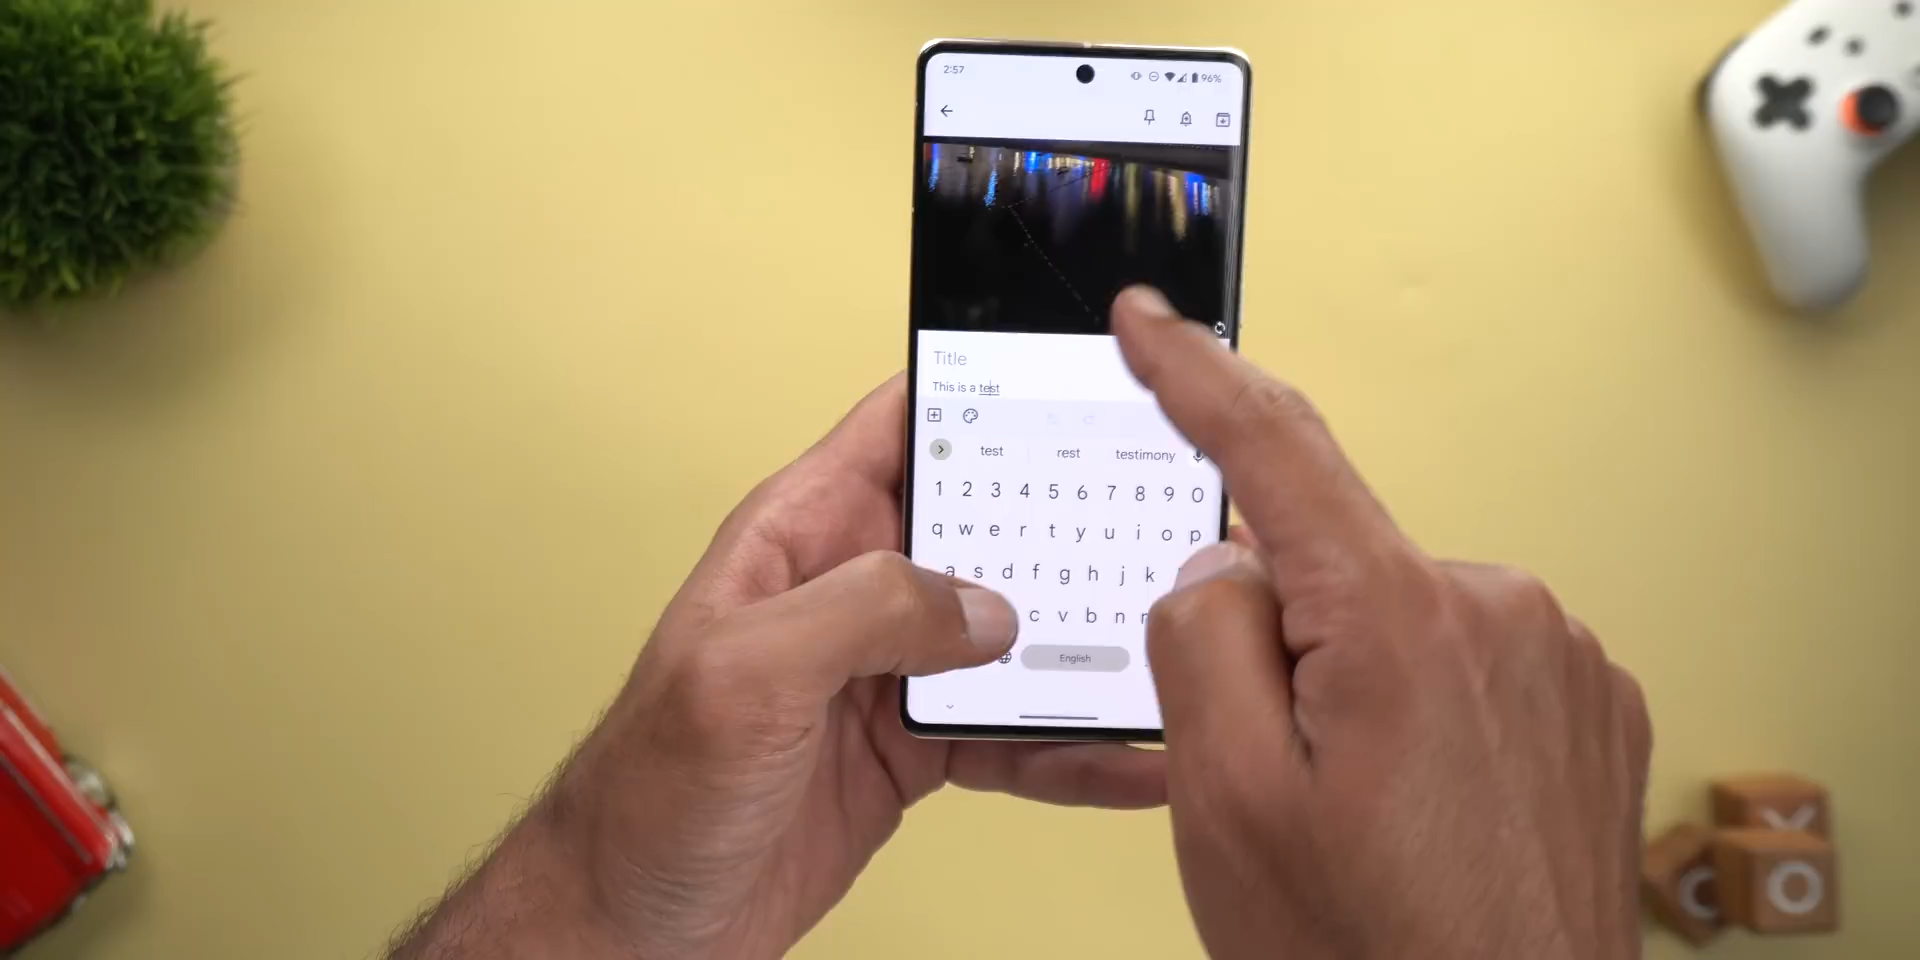 2:57
96%
Title
This is a test
test rest testimony
1 2 3 4 5 6 7 8 9 0
q w e r t y u i o p
a s d f g h j k
c v b n
English
Y
C O